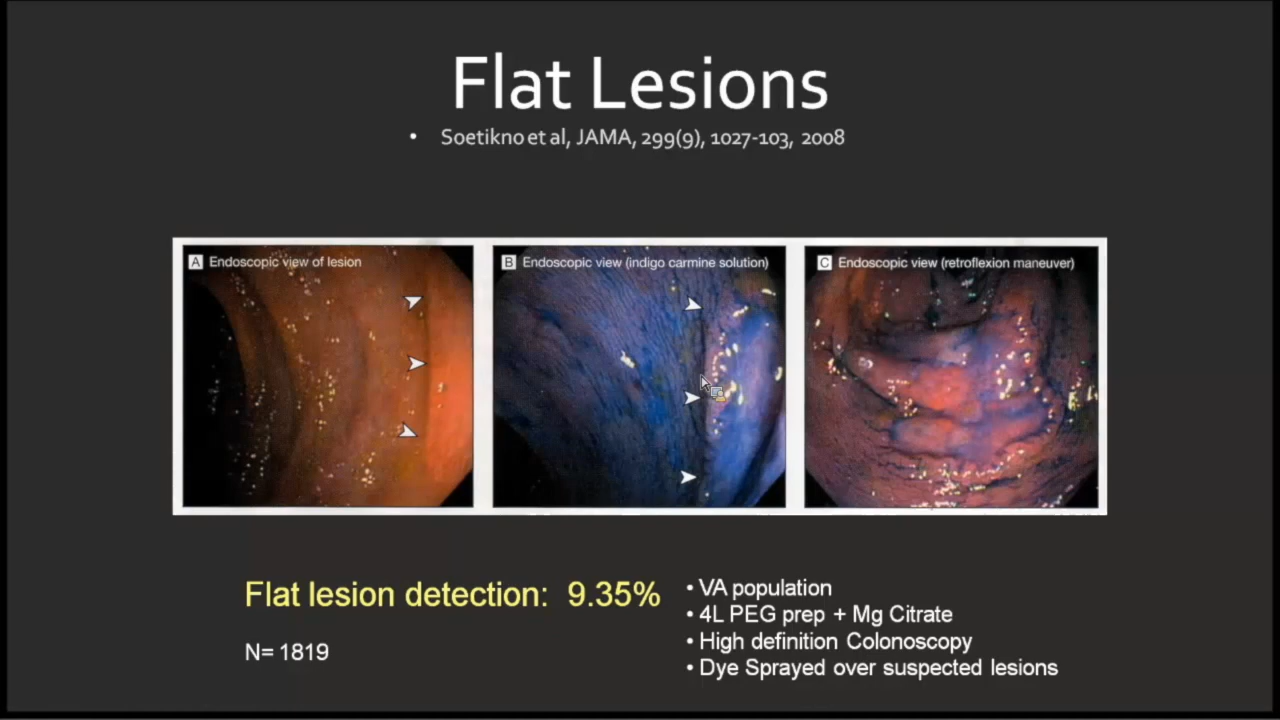 Flat Lesions
• Soetikno et al, JAMA, 299(9), 1027-103, 2008
A Endoscopic view of lesion
B Endoscopic view (indigo carmine solution)
C Endoscopic view (retroflexion maneuver)
Flat lesion detection: 9.35%
N= 1819
• VA population
• 4L PEG prep + Mg Citrate
• High definition Colonoscopy
• Dye Sprayed over suspected lesions